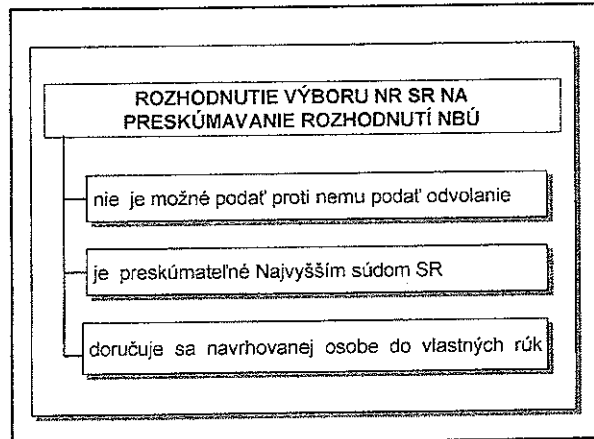 ROZHODNUTIE VÝBORU NR SR NA
PRESKÚMAVANIE ROZHODNUTÍ NBÚ
nie je možné podať proti nemu podať odvolanie
je preskúmateľné Najvyšším súdom SR
doručuje sa navrhovanej osobe do vlastných rúk